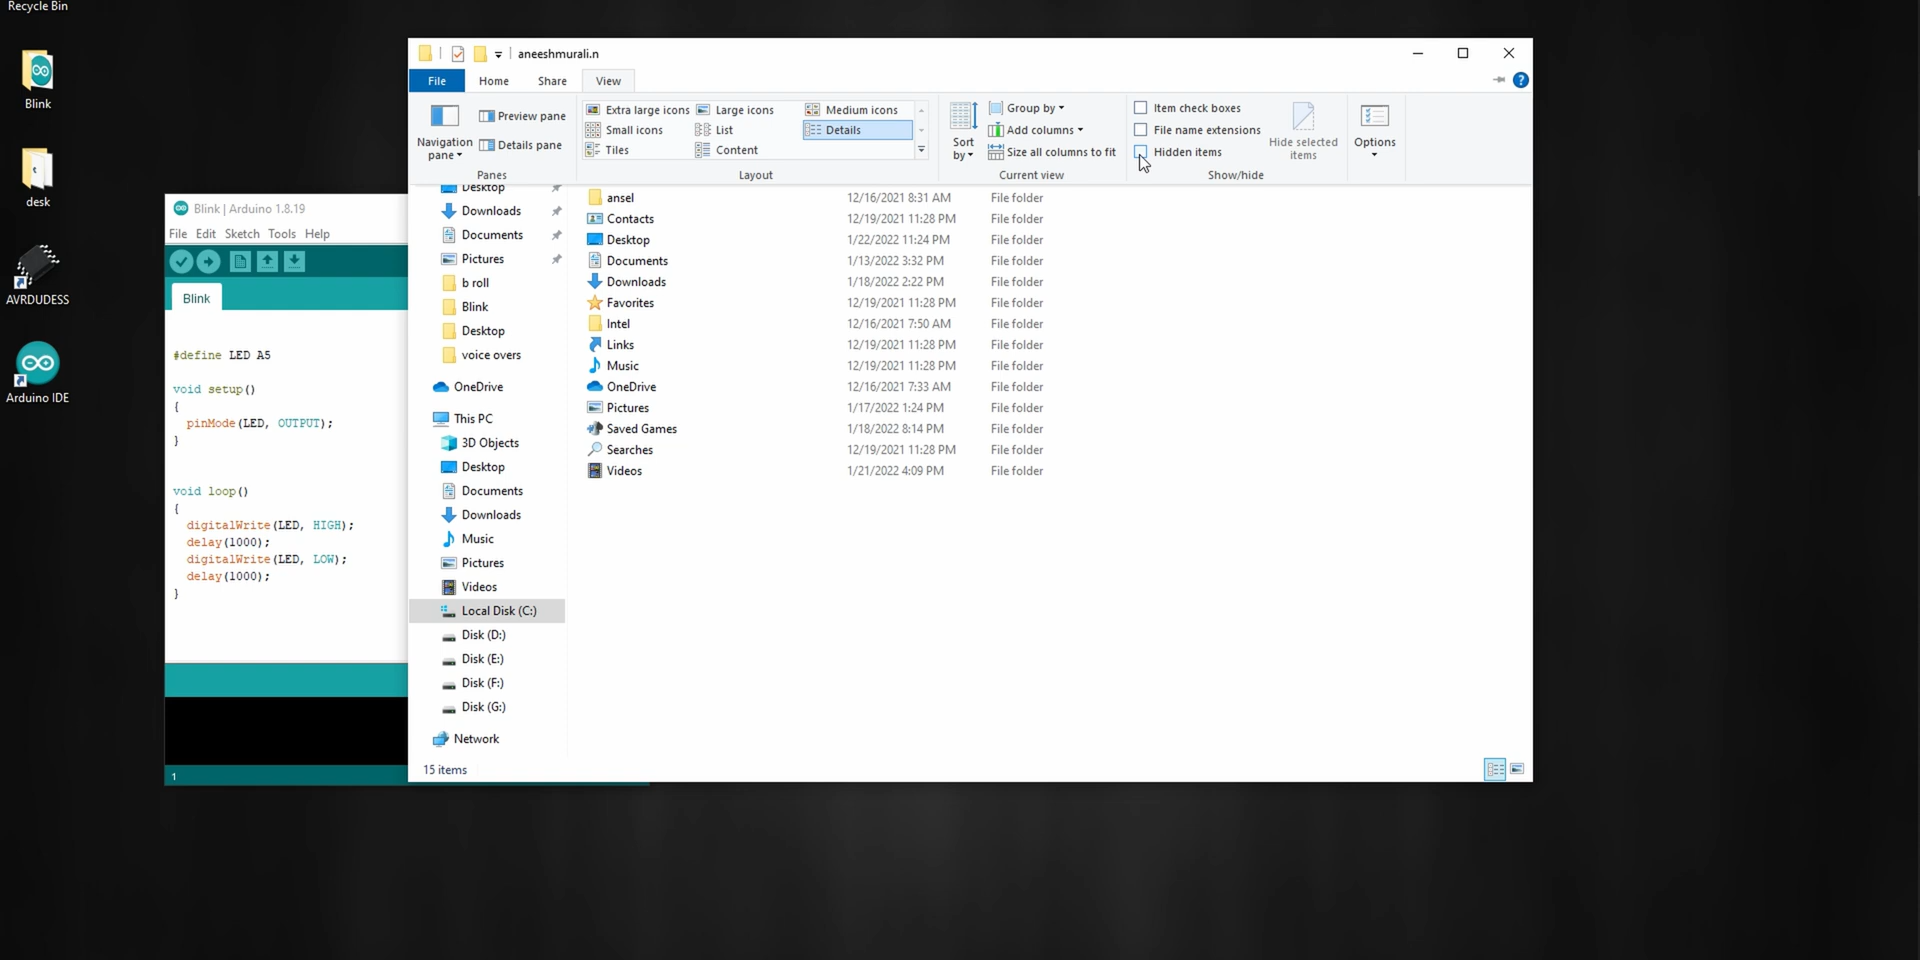 Recycle Bin
Blink
desk
AVRDUDESS
Arduino IDE
Blink | Arduino 1.8.19
File Edit Sketch Tools Help
Blink
#define LED A5
void setup()
{
pinMode(LED, OUTPUT);
}
void loop()
{
digitalWrite(LED, HIGH);
delay(1000);
digitalWrite(LED, LOW);
delay(1000);
}
1
aneeshmurali.n
File Home Share View
Navigation pane
Preview pane
Details pane
Panes
Extra large icons Large icons Medium icons
Small icons List Details
Tiles Content
Layout
Sort by
Group by
Add columns
Size all columns to fit
Current view
Item check boxes
File name extensions
Hidden items
Hide selected items
Show/hide
Options
Desktop
Downloads
Documents
Pictures
b roll
Blink
Desktop
voice overs
OneDrive
This PC
3D Objects
Desktop
Documents
Downloads
Music
Pictures
Videos
Local Disk (C:)
Disk (D:)
Disk (E:)
Disk (F:)
Disk (G:)
Network
ansel 12/16/2021 8:31 AM File folder
Contacts 12/19/2021 11:28 PM File folder
Desktop 1/22/2022 11:24 PM File folder
Documents 1/13/2022 3:32 PM File folder
Downloads 1/18/2022 2:22 PM File folder
Favorites 12/19/2021 11:28 PM File folder
Intel 12/16/2021 7:50 AM File folder
Links 12/19/2021 11:28 PM File folder
Music 12/19/2021 11:28 PM File folder
OneDrive 12/16/2021 7:33 AM File folder
Pictures 1/17/2022 1:24 PM File folder
Saved Games 1/18/2022 8:14 PM File folder
Searches 12/19/2021 11:28 PM File folder
Videos 1/21/2022 4:09 PM File folder
15 items